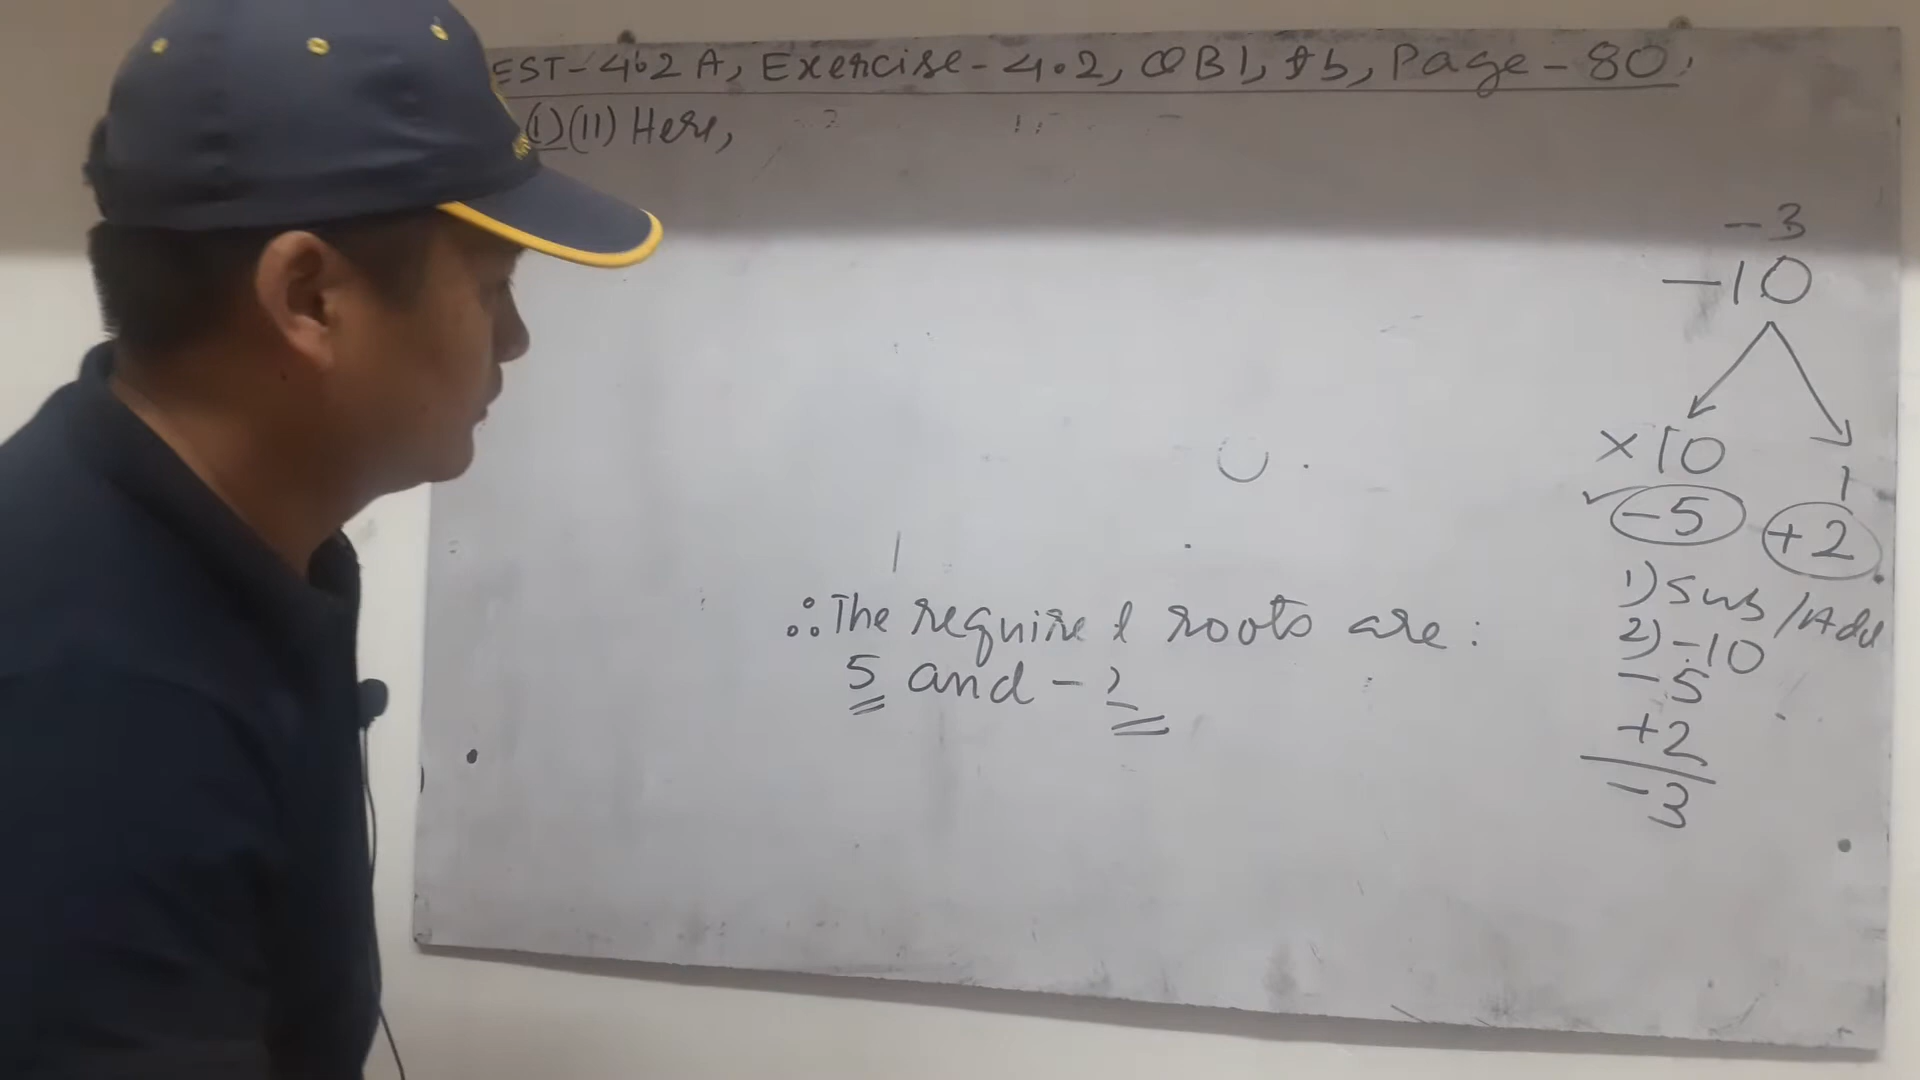 EST-4.2 A, Exercise-4.2, QB1, Page-80,
(1)(11) Here,
-3
-10
×10 1
✓ -5 +2
1) Sub/Add
2) -10
-5
+2
-3
∴ The required roots are:
5 and -2